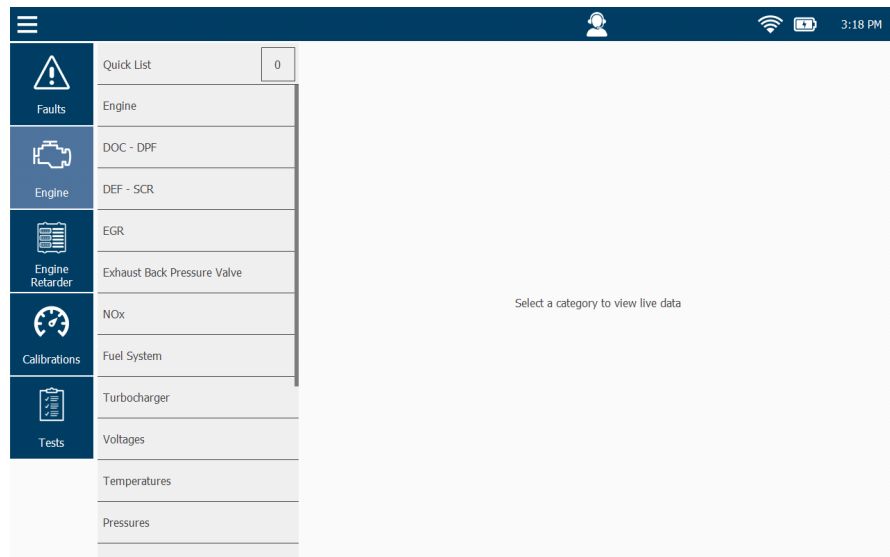 3:18 PM
Faults
Engine
Engine
Retarder
Calibrations
Tests
Quick List
0
Engine
DOC - DPF
DEF - SCR
EGR
Exhaust Back Pressure Valve
NOx
Fuel System
Turbocharger
Voltages
Temperatures
Pressures
Select a category to view live data